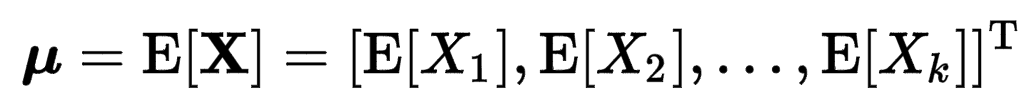 μ = E[X] = [E[X₁], E[X₂], …, E[Xₖ]]ᵀ